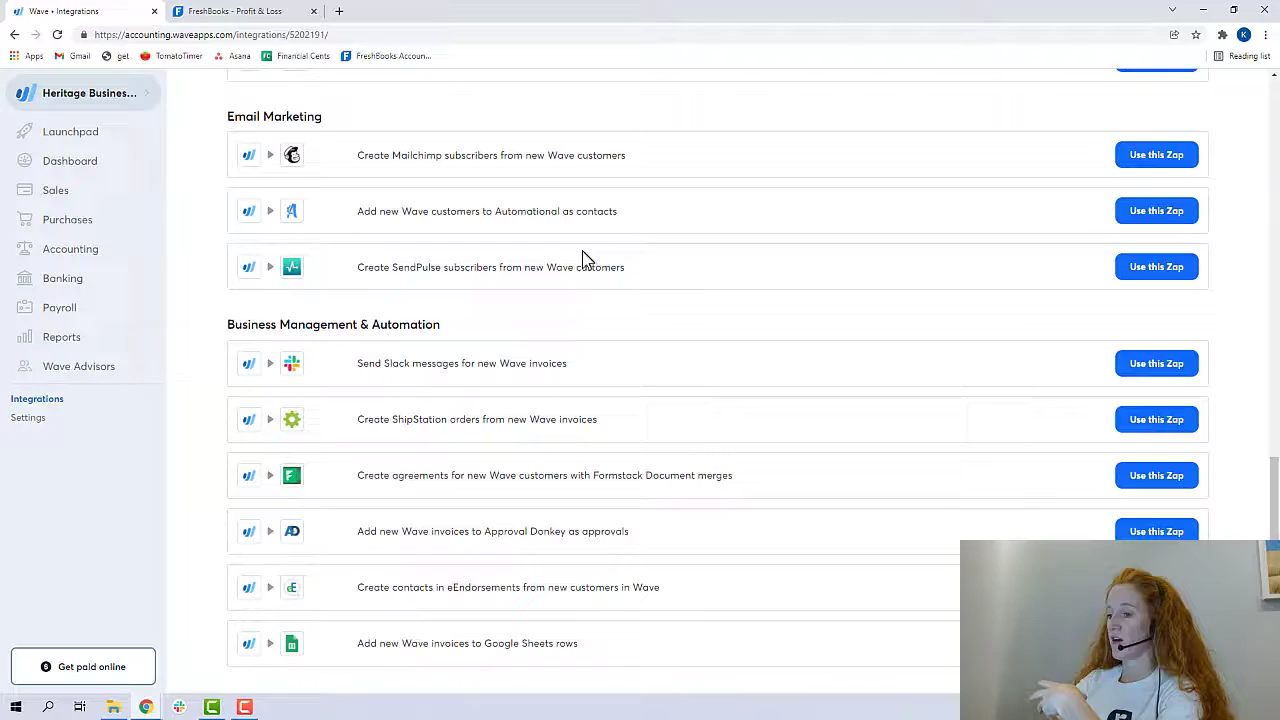 Wave • Integrations
FreshBooks - Profit & Loss
https://accounting.waveapps.com/integrations/5202191/
K
Apps
Gmail
get
TomatoTimer
Asana
Financial Cents
FreshBooks Accoun...
Reading list
Heritage Busines...
Launchpad
Dashboard
Sales
Purchases
Accounting
Banking
Payroll
Reports
Wave Advisors
Integrations
Settings
Get paid online
Email Marketing
Create Mailchimp subscribers from new Wave customers
Use this Zap
Add new Wave customers to Automational as contacts
Use this Zap
Create SendPulse subscribers from new Wave customers
Use this Zap
Business Management & Automation
Send Slack messages for new Wave invoices
Use this Zap
Create ShipStation orders from new Wave invoices
Use this Zap
Create agreements for new Wave customers with Formstack Document merges
Use this Zap
Add new Wave invoices to Approval Donkey as approvals
Use this Zap
Create contacts in eEndorsements from new customers in Wave
Add new Wave invoices to Google Sheets rows